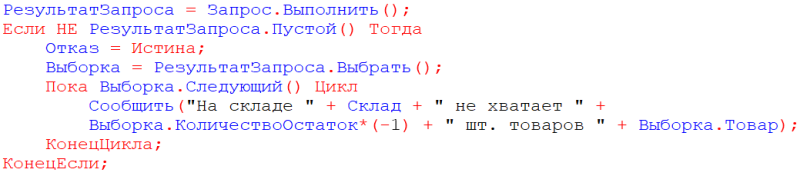 РезультатЗапроса = Запрос.Выполнить();
Если НЕ РезультатЗапроса.Пустой() Тогда
    Отказ = Истина;
    Выборка = РезультатЗапроса.Выбрать();
    Пока Выборка.Следующий() Цикл
        Сообщить("На складе " + Склад + " не хватает " +
        Выборка.КоличествоОстаток*(-1) + " шт. товаров " + Выборка.Товар);
    КонецЦикла;
КонецЕсли;